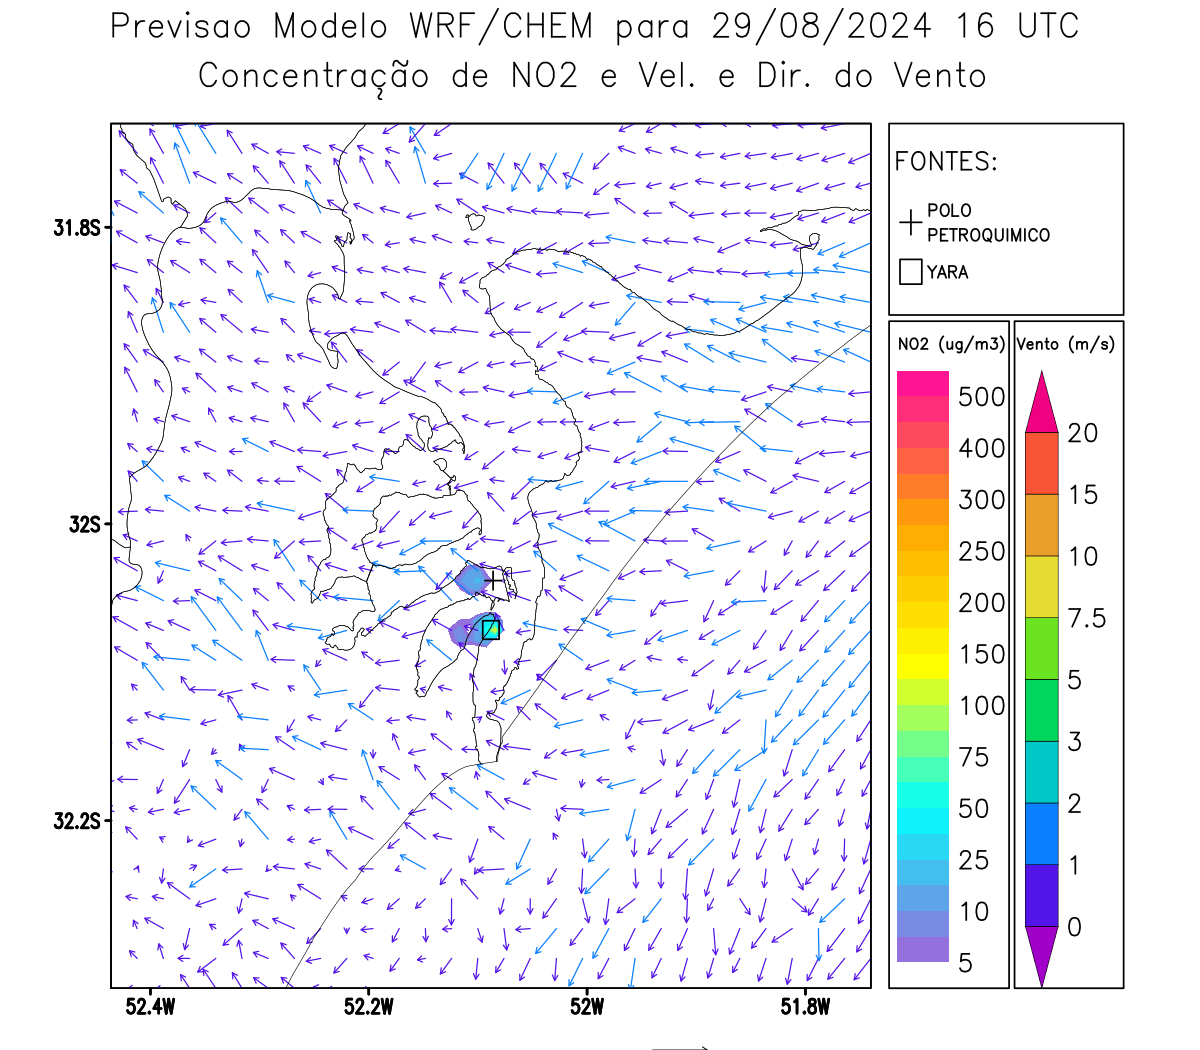 Previsao Modelo WRF/CHEM para 29/08/2024 16 UTC
Concentração de NO2 e Vel. e Dir. do Vento
FONTES:
POLO
PETROQUIMICO
YARA
NO2 (ug/m3)
500
400
300
250
200
150
100
75
50
25
10
5
Vento (m/s)
20
15
10
7.5
5
3
2
1
0
31.8S
32S
32.2S
52.4W
52.2W
52W
51.8W